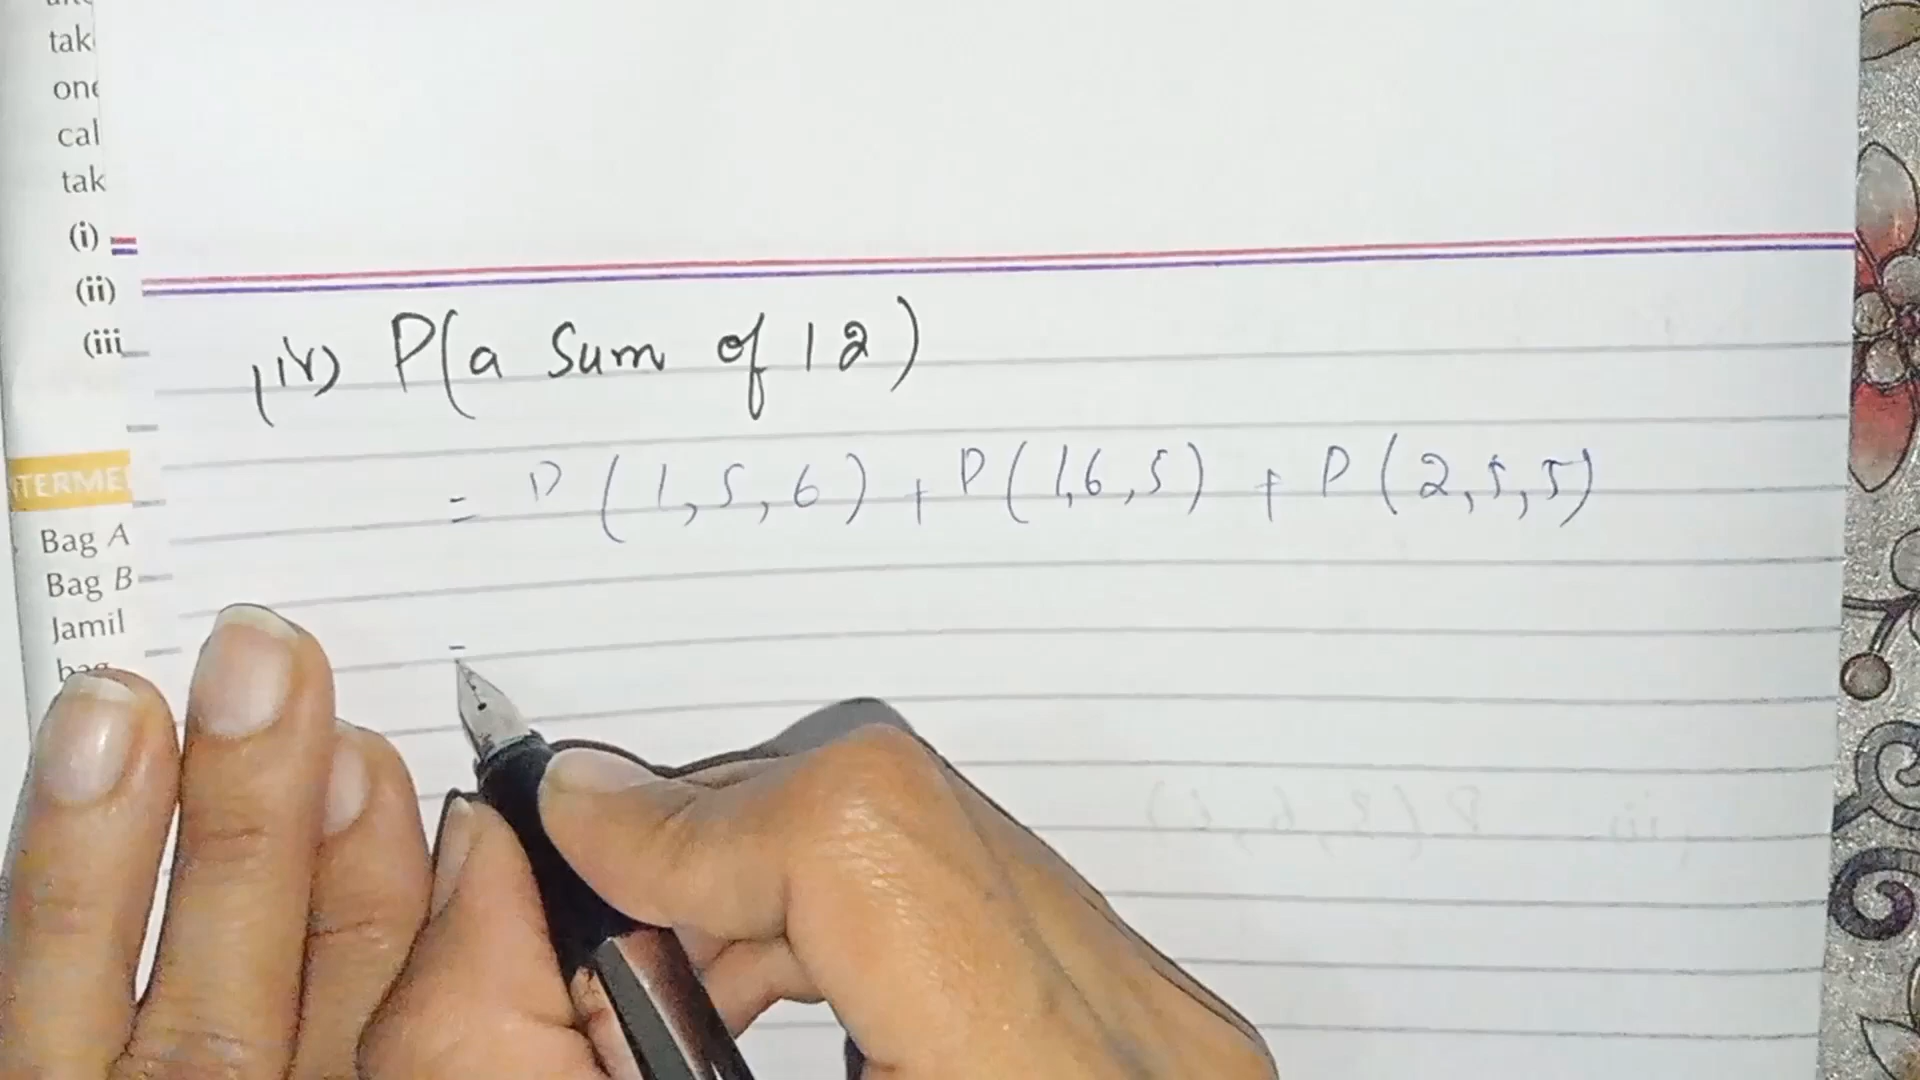 tak
one
cal
tak
(i)
(ii)
(iii
(iv) P(a Sum of 12)
= P(1,5,6) + P(1,6,5) + P(2,5,5)
TERME
Bag A
Bag B
Jamil
bag